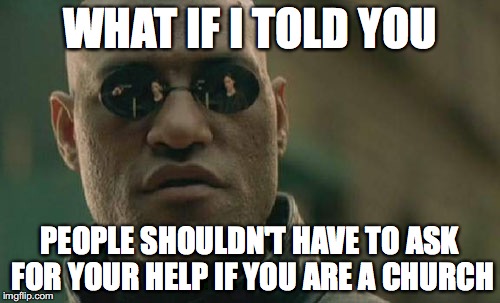 WHAT IF I TOLD YOU
PEOPLE SHOULDN'T HAVE TO ASK
FOR YOUR HELP IF YOU ARE A CHURCH
imgflip.com